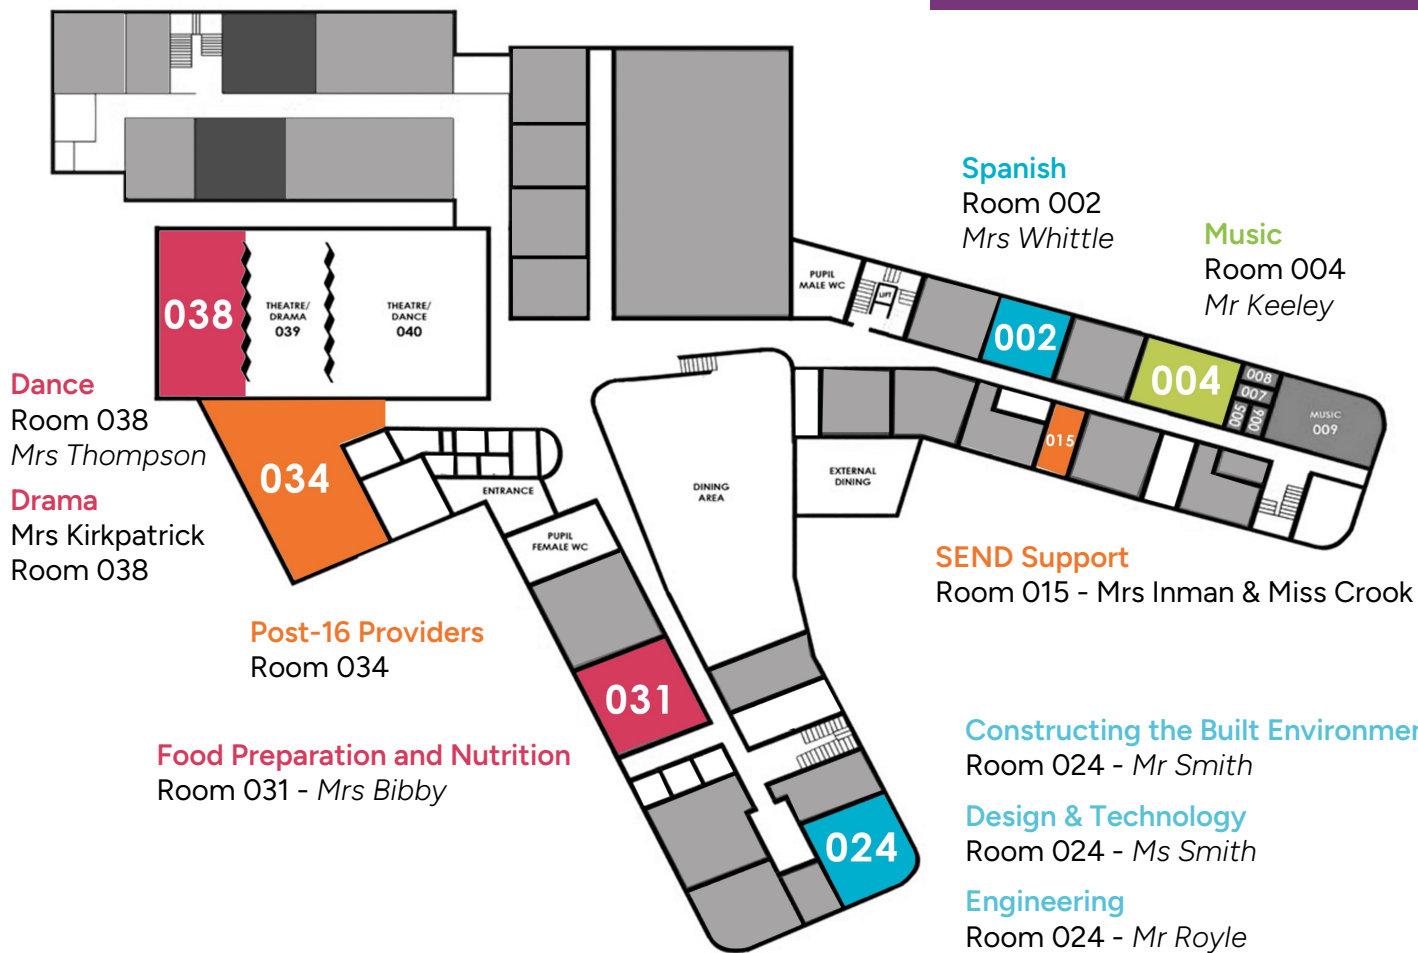 Spanish
Room 002
Mrs Whittle
Music
Room 004
Mr Keeley
PUPIL
MALE WC
LIFT
002
004
008
007
005
006
MUSIC
009
015
038
THEATRE/
DRAMA
039
THEATRE/
DANCE
040
Dance
Room 038
Mrs Thompson
Drama
Mrs Kirkpatrick
Room 038
034
ENTRANCE
PUPIL
FEMALE WC
DINING
AREA
EXTERNAL
DINING
SEND Support
Room 015 - Mrs Inman & Miss Crook
Post-16 Providers
Room 034
031
Food Preparation and Nutrition
Room 031 - Mrs Bibby
024
Constructing the Built Environmen
Room 024 - Mr Smith
Design & Technology
Room 024 - Ms Smith
Engineering
Room 024 - Mr Royle